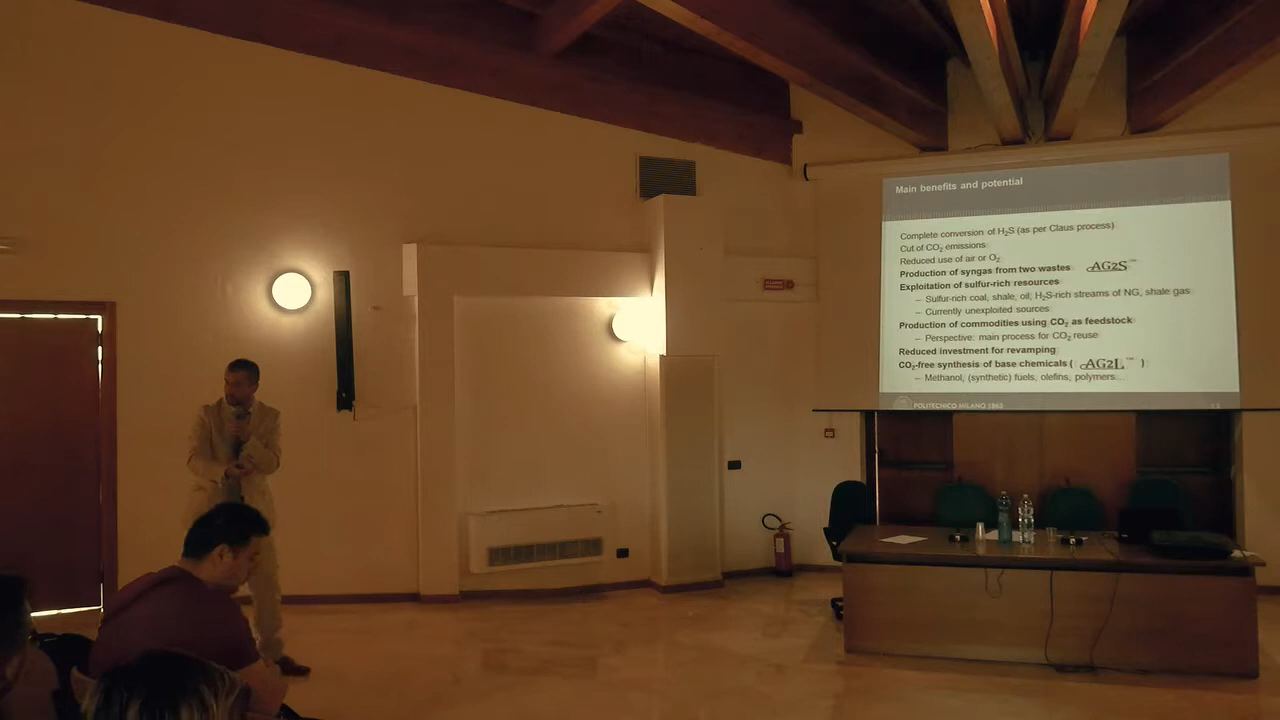 Main benefits and potential
Complete conversion of H₂S (as per Claus process)
Cut of CO₂ emissions
Reduced use of air or O₂
Production of syngas from two wastes AG2S™
Exploitation of sulfur-rich resources
– Sulfur-rich coal, shale, oil, H₂S-rich streams of NG, shale gas
– Currently unexploited sources
Production of commodities using CO₂ as feedstock
– Perspective: main process for CO₂ reuse
Reduced investment for revamping
CO₂-free synthesis of base chemicals ( AG2L™ )
– Methanol, (synthetic) fuels, olefins, polymers...
POLITECNICO MILANO 1863